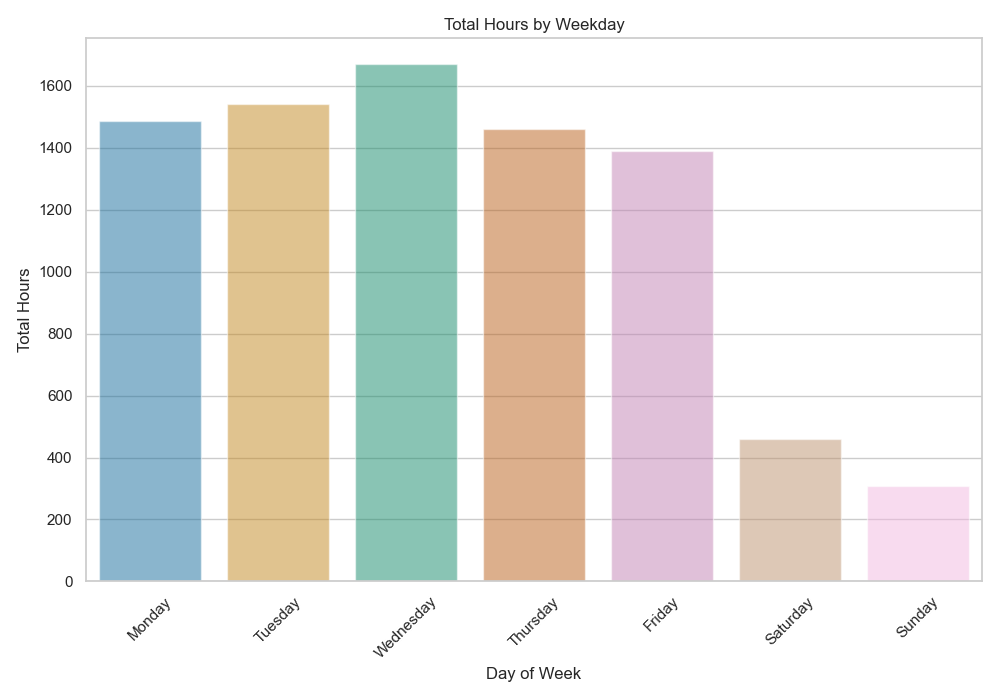 Total Hours by Weekday
Total Hours
1600
1400
1200
1000
800
600
400
200
0
Monday
Tuesday
Wednesday
Thursday
Friday
Saturday
Sunday
Day of Week